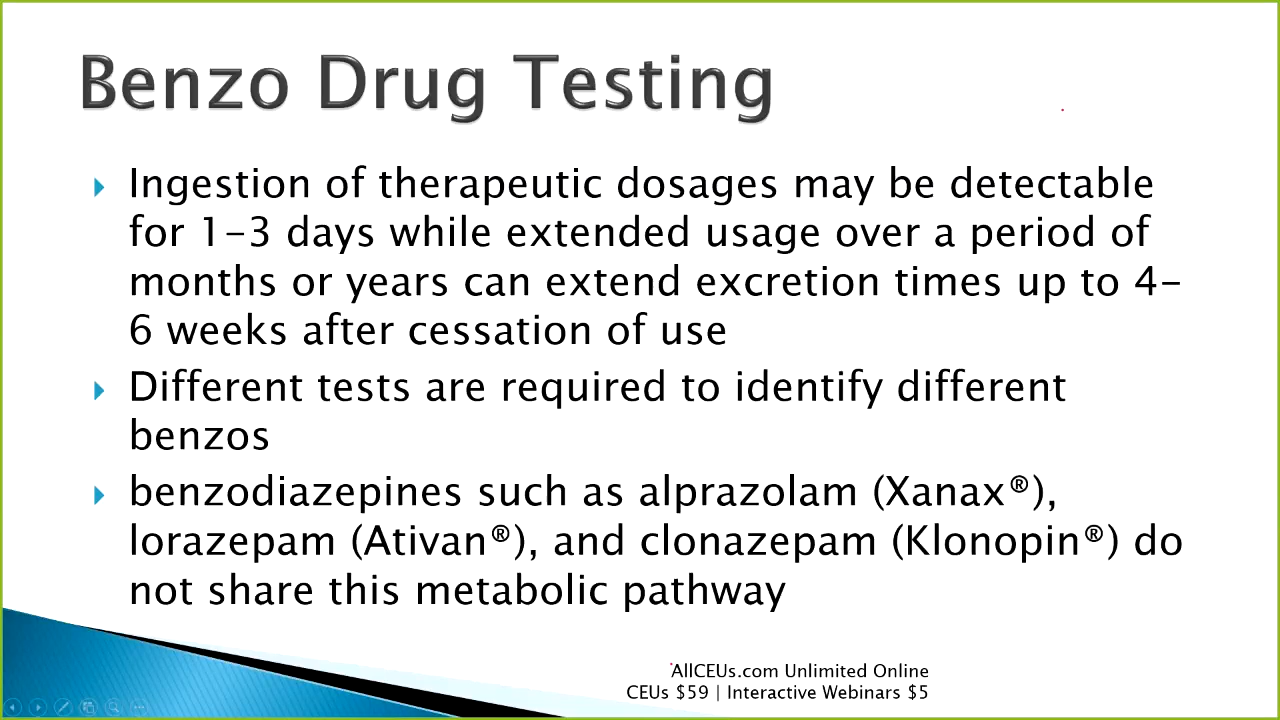 Benzo Drug Testing
Ingestion of therapeutic dosages may be detectable
for 1-3 days while extended usage over a period of
months or years can extend excretion times up to 4-
6 weeks after cessation of use
Different tests are required to identify different
benzos
benzodiazepines such as alprazolam (Xanax®),
lorazepam (Ativan®), and clonazepam (Klonopin®) do
not share this metabolic pathway
AllCEUs.com Unlimited Online
CEUs $59 | Interactive Webinars $5